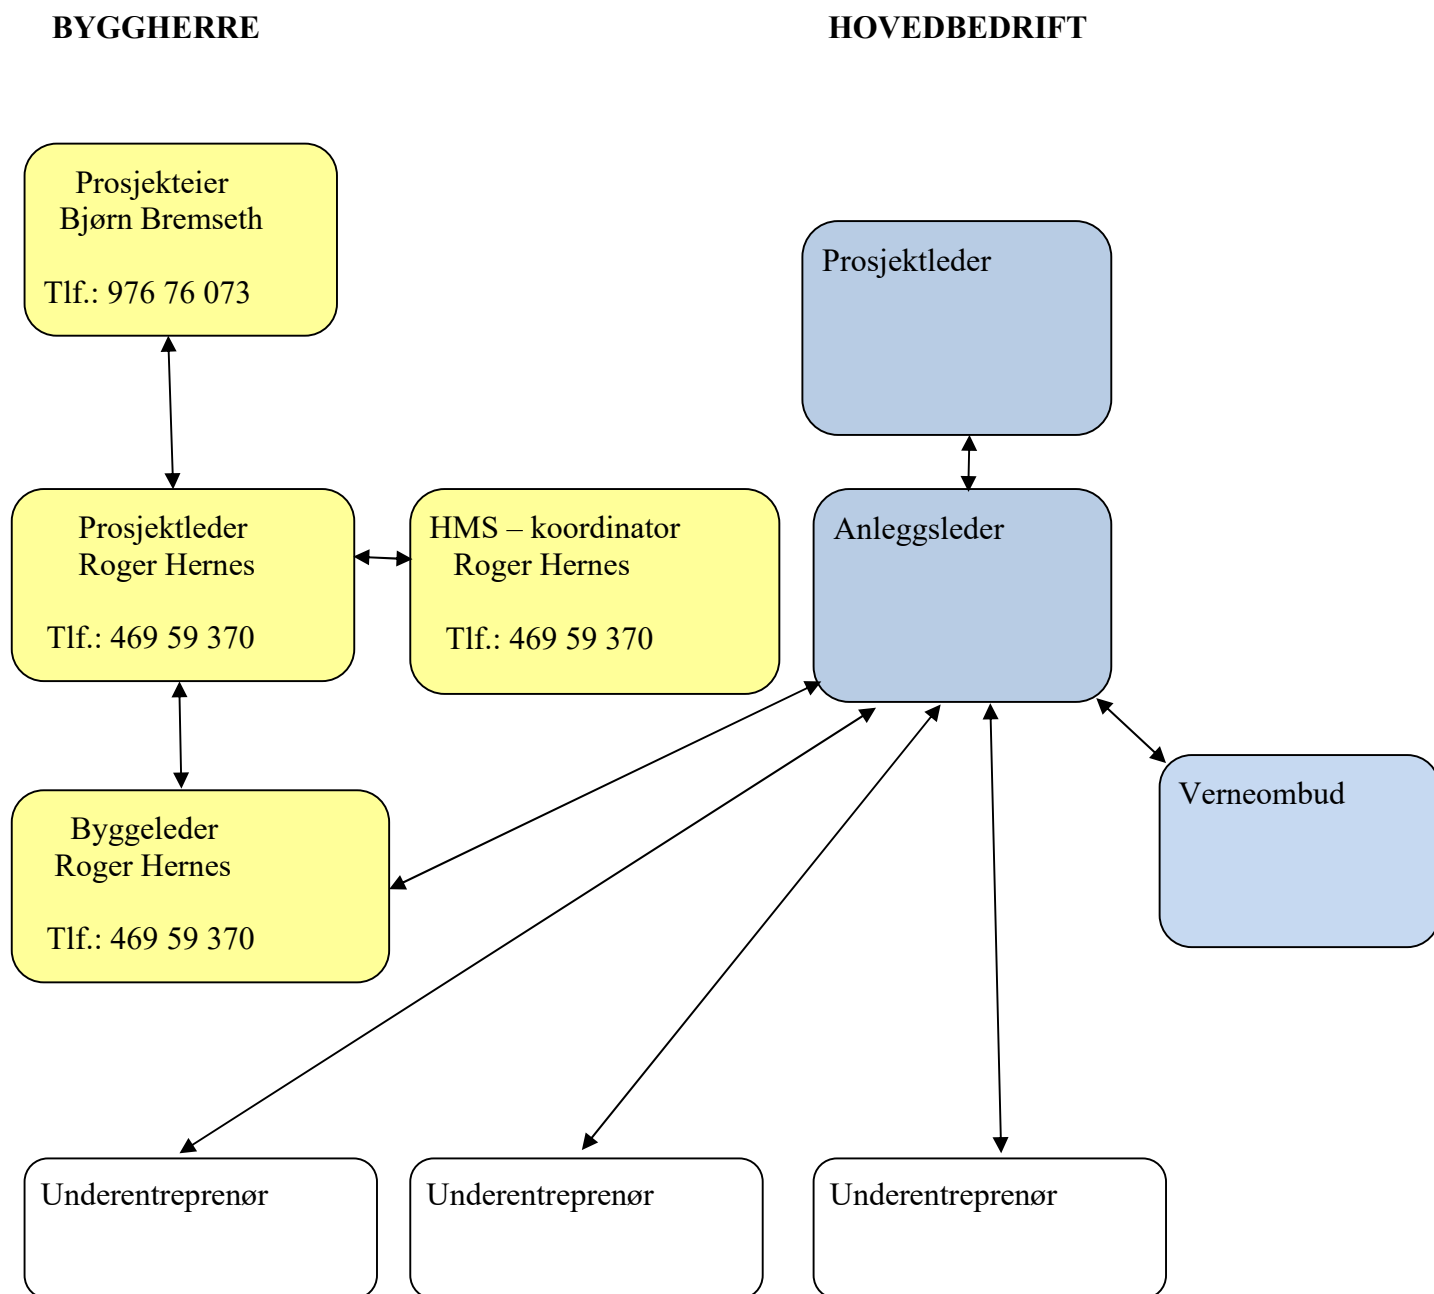 BYGGHERRE
HOVEDBEDRIFT
Prosjekteier
Bjørn Bremseth
Tlf.: 976 76 073
Prosjektleder
Prosjektleder
Roger Hernes
Tlf.: 469 59 370
HMS – koordinator
Roger Hernes
Tlf.: 469 59 370
Anleggsleder
Byggeleder
Roger Hernes
Tlf.: 469 59 370
Verneombud
Underentreprenør
Underentreprenør
Underentreprenør